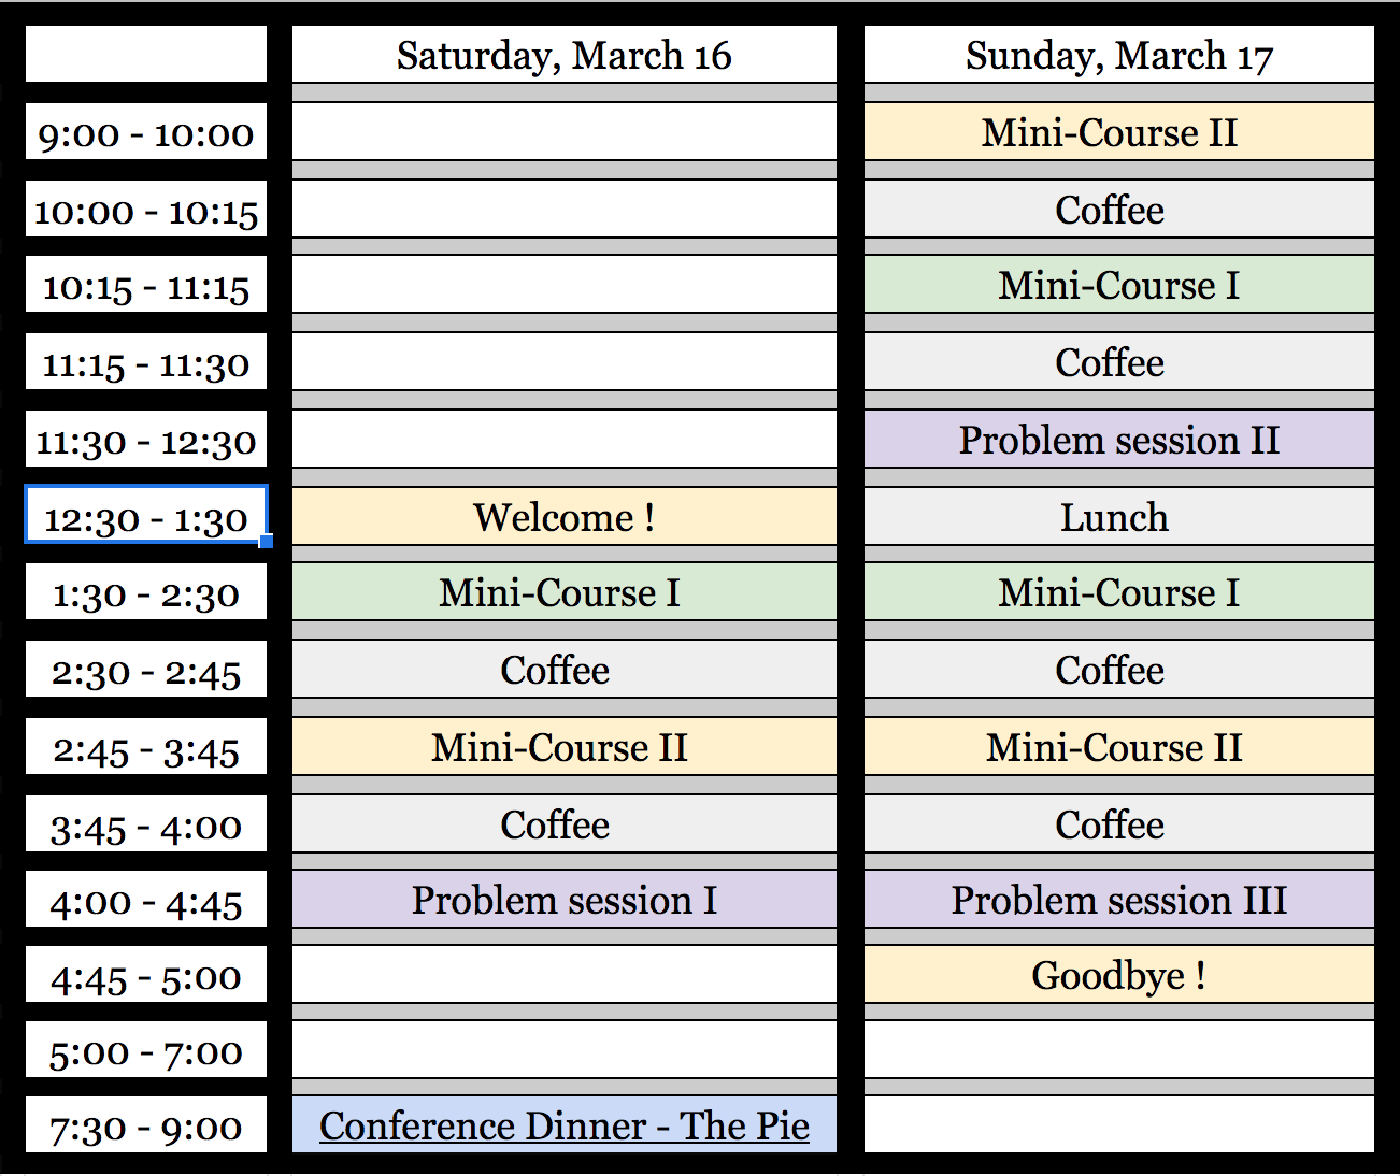 Saturday, March 16 Sunday, March 17
9:00 - 10:00 Mini-Course II
10:00 - 10:15 Coffee
10:15 - 11:15 Mini-Course I
11:15 - 11:30 Coffee
11:30 - 12:30 Problem session II
12:30 - 1:30 Welcome ! Lunch
1:30 - 2:30 Mini-Course I Mini-Course I
2:30 - 2:45 Coffee Coffee
2:45 - 3:45 Mini-Course II Mini-Course II
3:45 - 4:00 Coffee Coffee
4:00 - 4:45 Problem session I Problem session III
4:45 - 5:00 Goodbye !
5:00 - 7:00
7:30 - 9:00 Conference Dinner - The Pie